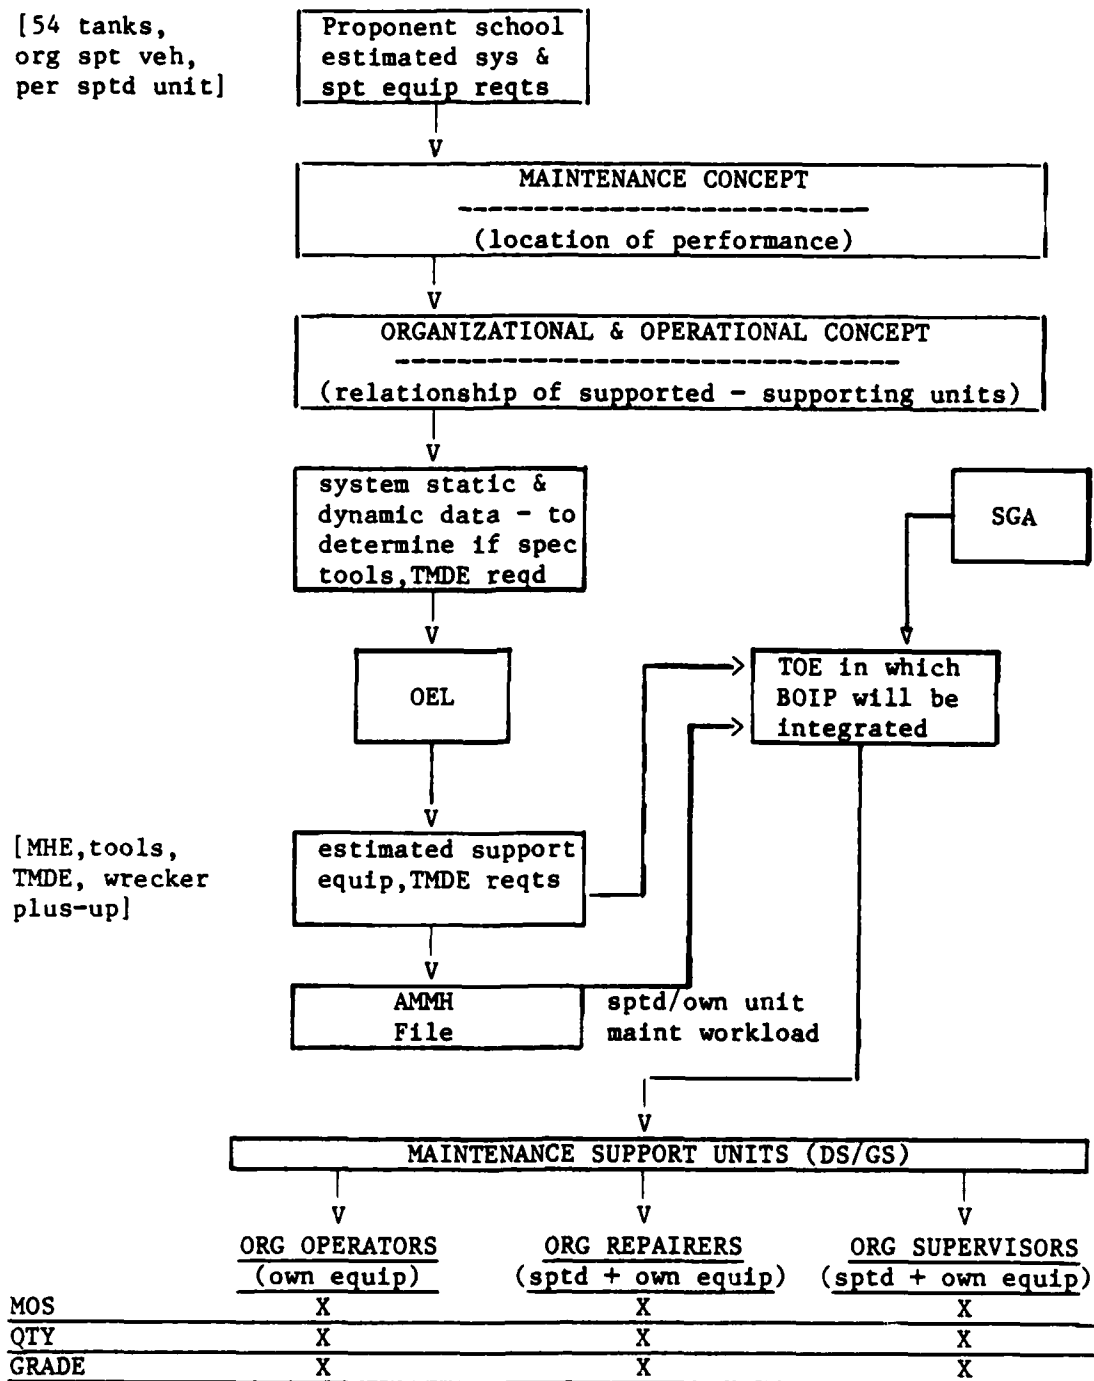 [54 tanks,
org spt veh,
per sptd unit]
Proponent school
estimated sys &
spt equip reqts
V
MAINTENANCE CONCEPT
(location of performance)
V
ORGANIZATIONAL & OPERATIONAL CONCEPT
(relationship of supported - supporting units)
V
system static &
dynamic data - to
determine if spec
tools,TMDE reqd
SGA
V
V
OEL
TOE in which
BOIP will be
integrated
V
[MHE,tools,
TMDE, wrecker
plus-up]
estimated support
equip,TMDE reqts
V
AMMH
File
sptd/own unit
maint workload
V
MAINTENANCE SUPPORT UNITS (DS/GS)
V V V
ORG OPERATORS ORG REPAIRERS ORG SUPERVISORS
(own equip) (sptd + own equip) (sptd + own equip)
MOS X X X
QTY X X X
GRADE X X X